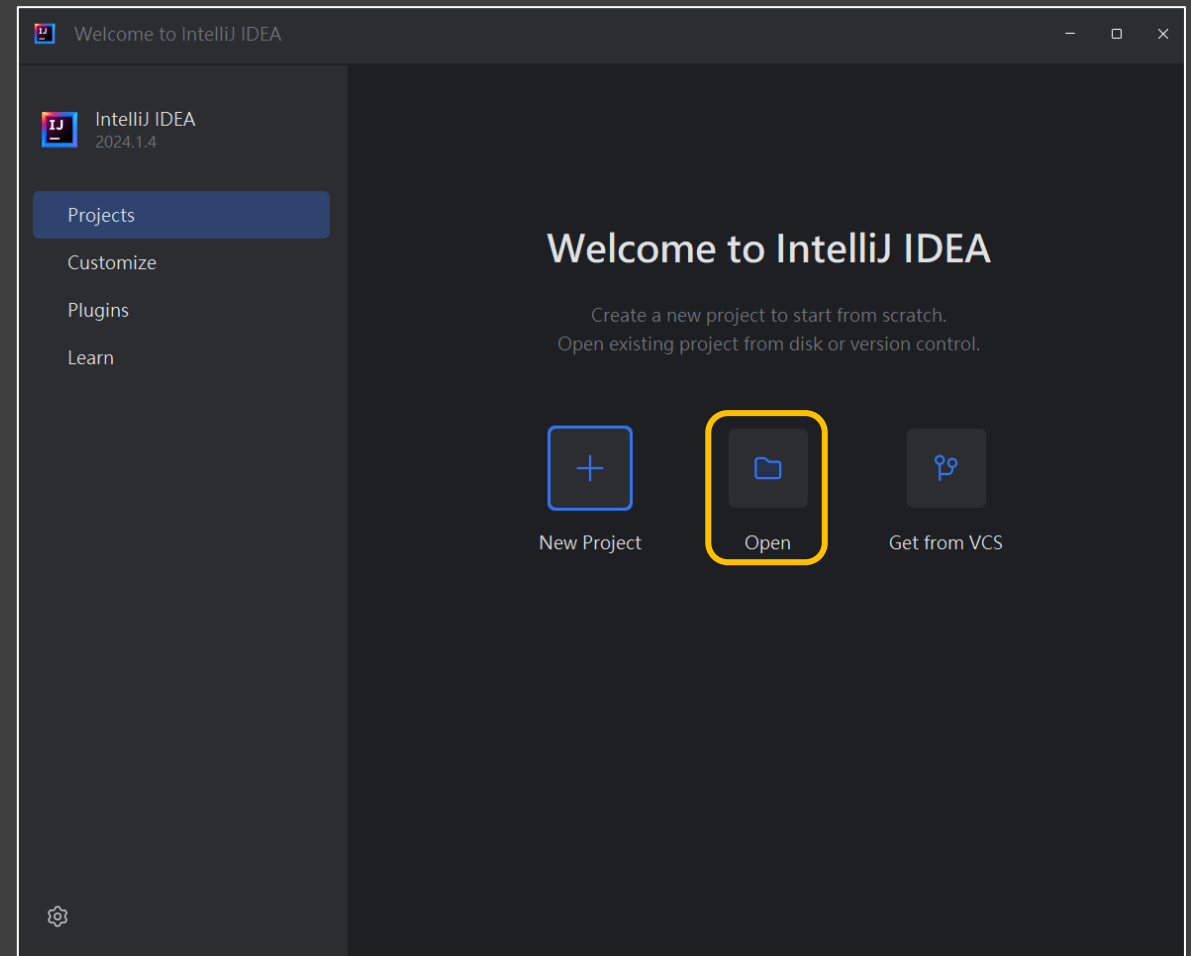 Welcome to IntelliJ IDEA
IntelliJ IDEA
2024.1.4
Projects
Customize
Plugins
Learn
Welcome to IntelliJ IDEA
Create a new project to start from scratch.
Open existing project from disk or version control.
New Project
Open
Get from VCS